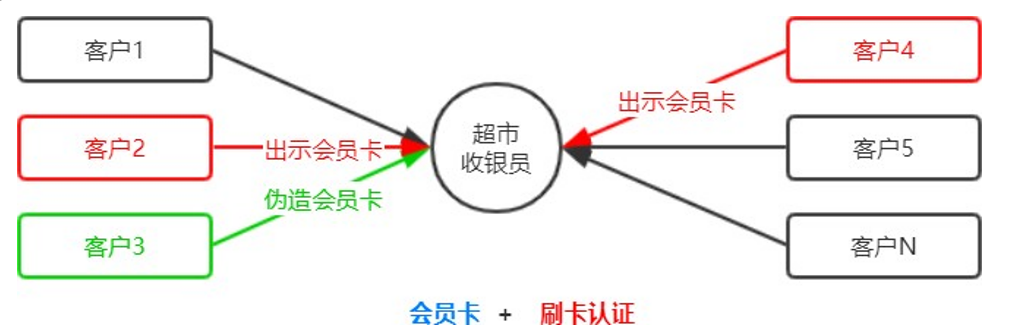 客户1
客户4
出示会员卡
超市
收银员
客户2
出示会员卡
客户5
伪造会员卡
客户3
客户N
会员卡 + 刷卡认证